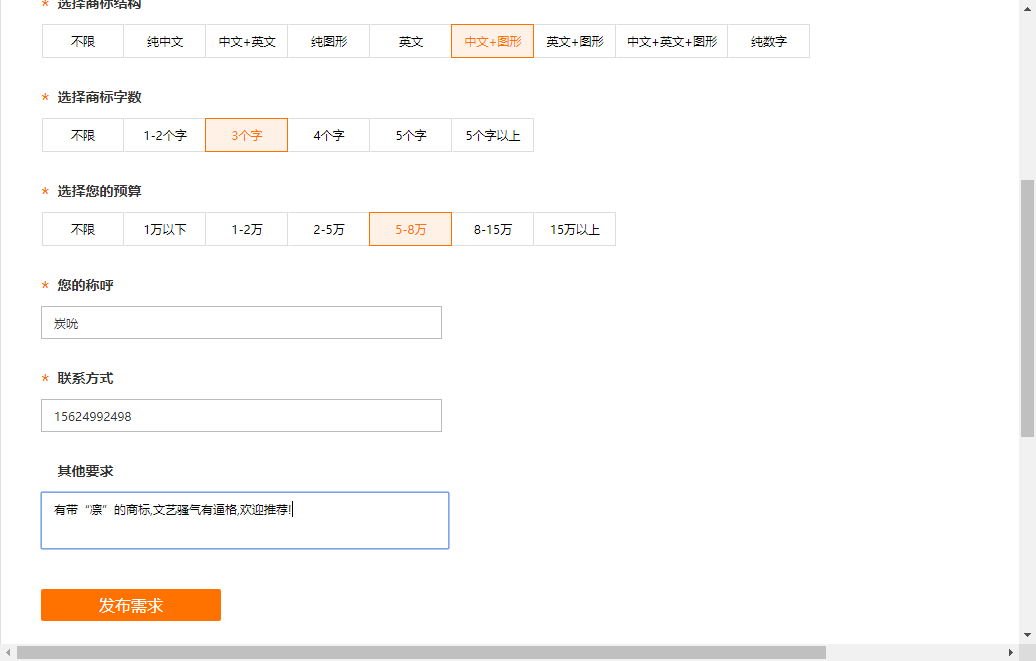 * 选择商标结构
不限 纯中文 中文+英文 纯图形 英文 中文+图形 英文+图形 中文+英文+图形 纯数字
* 选择商标字数
不限 1-2个字 3个字 4个字 5个字 5个字以上
* 选择您的预算
不限 1万以下 1-2万 2-5万 5-8万 8-15万 15万以上
* 您的称呼
炭吮
* 联系方式
15624992498
其他要求
有带“凛”的商标,文艺骚气有逼格,欢迎推荐!
发布需求